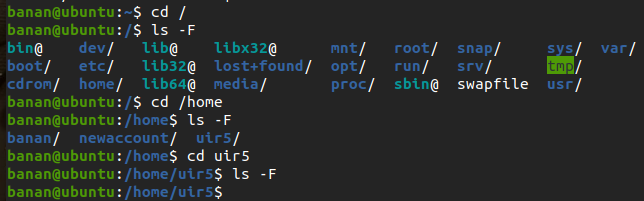 banan@ubuntu:~$ cd /
banan@ubuntu:/$ ls -F
bin@ dev/ lib@ libx32@ mnt/ root/ snap/ sys/ var/
boot/ etc/ lib32@ lost+found/ opt/ run/ srv/ tmp/
cdrom/ home/ lib64@ media/ proc/ sbin@ swapfile usr/
banan@ubuntu:/$ cd /home
banan@ubuntu:/home$ ls -F
banan/ newaccount/ uir5/
banan@ubuntu:/home$ cd uir5
banan@ubuntu:/home/uir5$ ls -F
banan@ubuntu:/home/uir5$